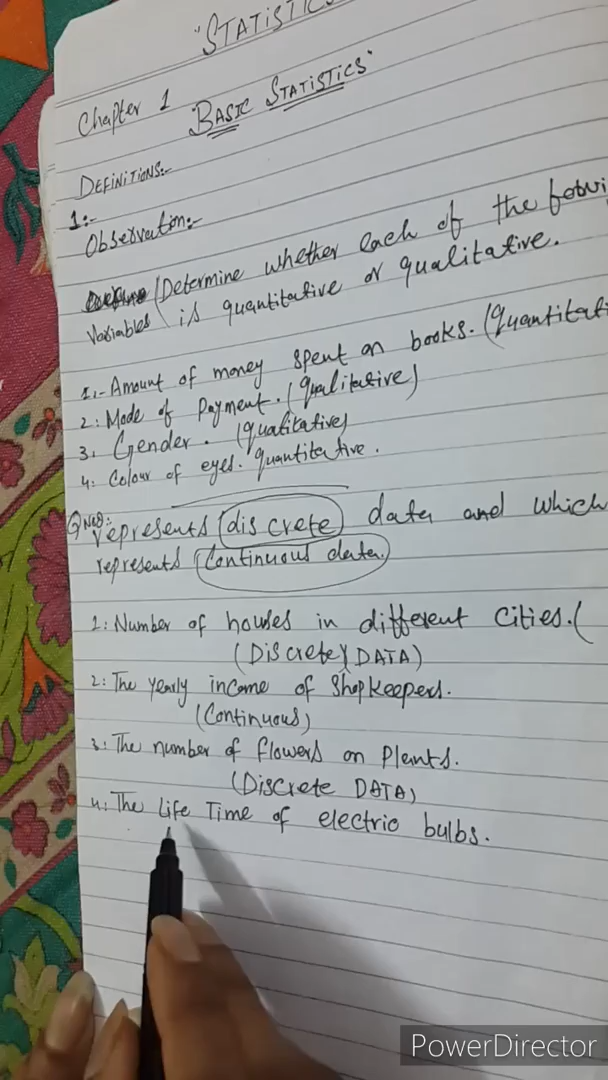 "STATISTIC
Chapter 1
BASIC STATISTICS"
DEFINITIONS:-
1:-
Observation:-
(Determine whether each of the
Variables is quantitative or qualitative.
1:- Amount of money spent on books. (quantitati
2: Mode of Payment. (qualitative)
3. Gender. (qualitative)
4: Colour of eyes. quantitative.
represents discrete data and which
represents Continuous data.
1: Number of houses in different Cities. (
(Discrete DATA)
2: The yearly income of Shopkeepers.
(Continuous)
3: The number of flowers on Plants.
(Discrete DATA)
4: The Life Time of electric bulbs.
PowerDirector